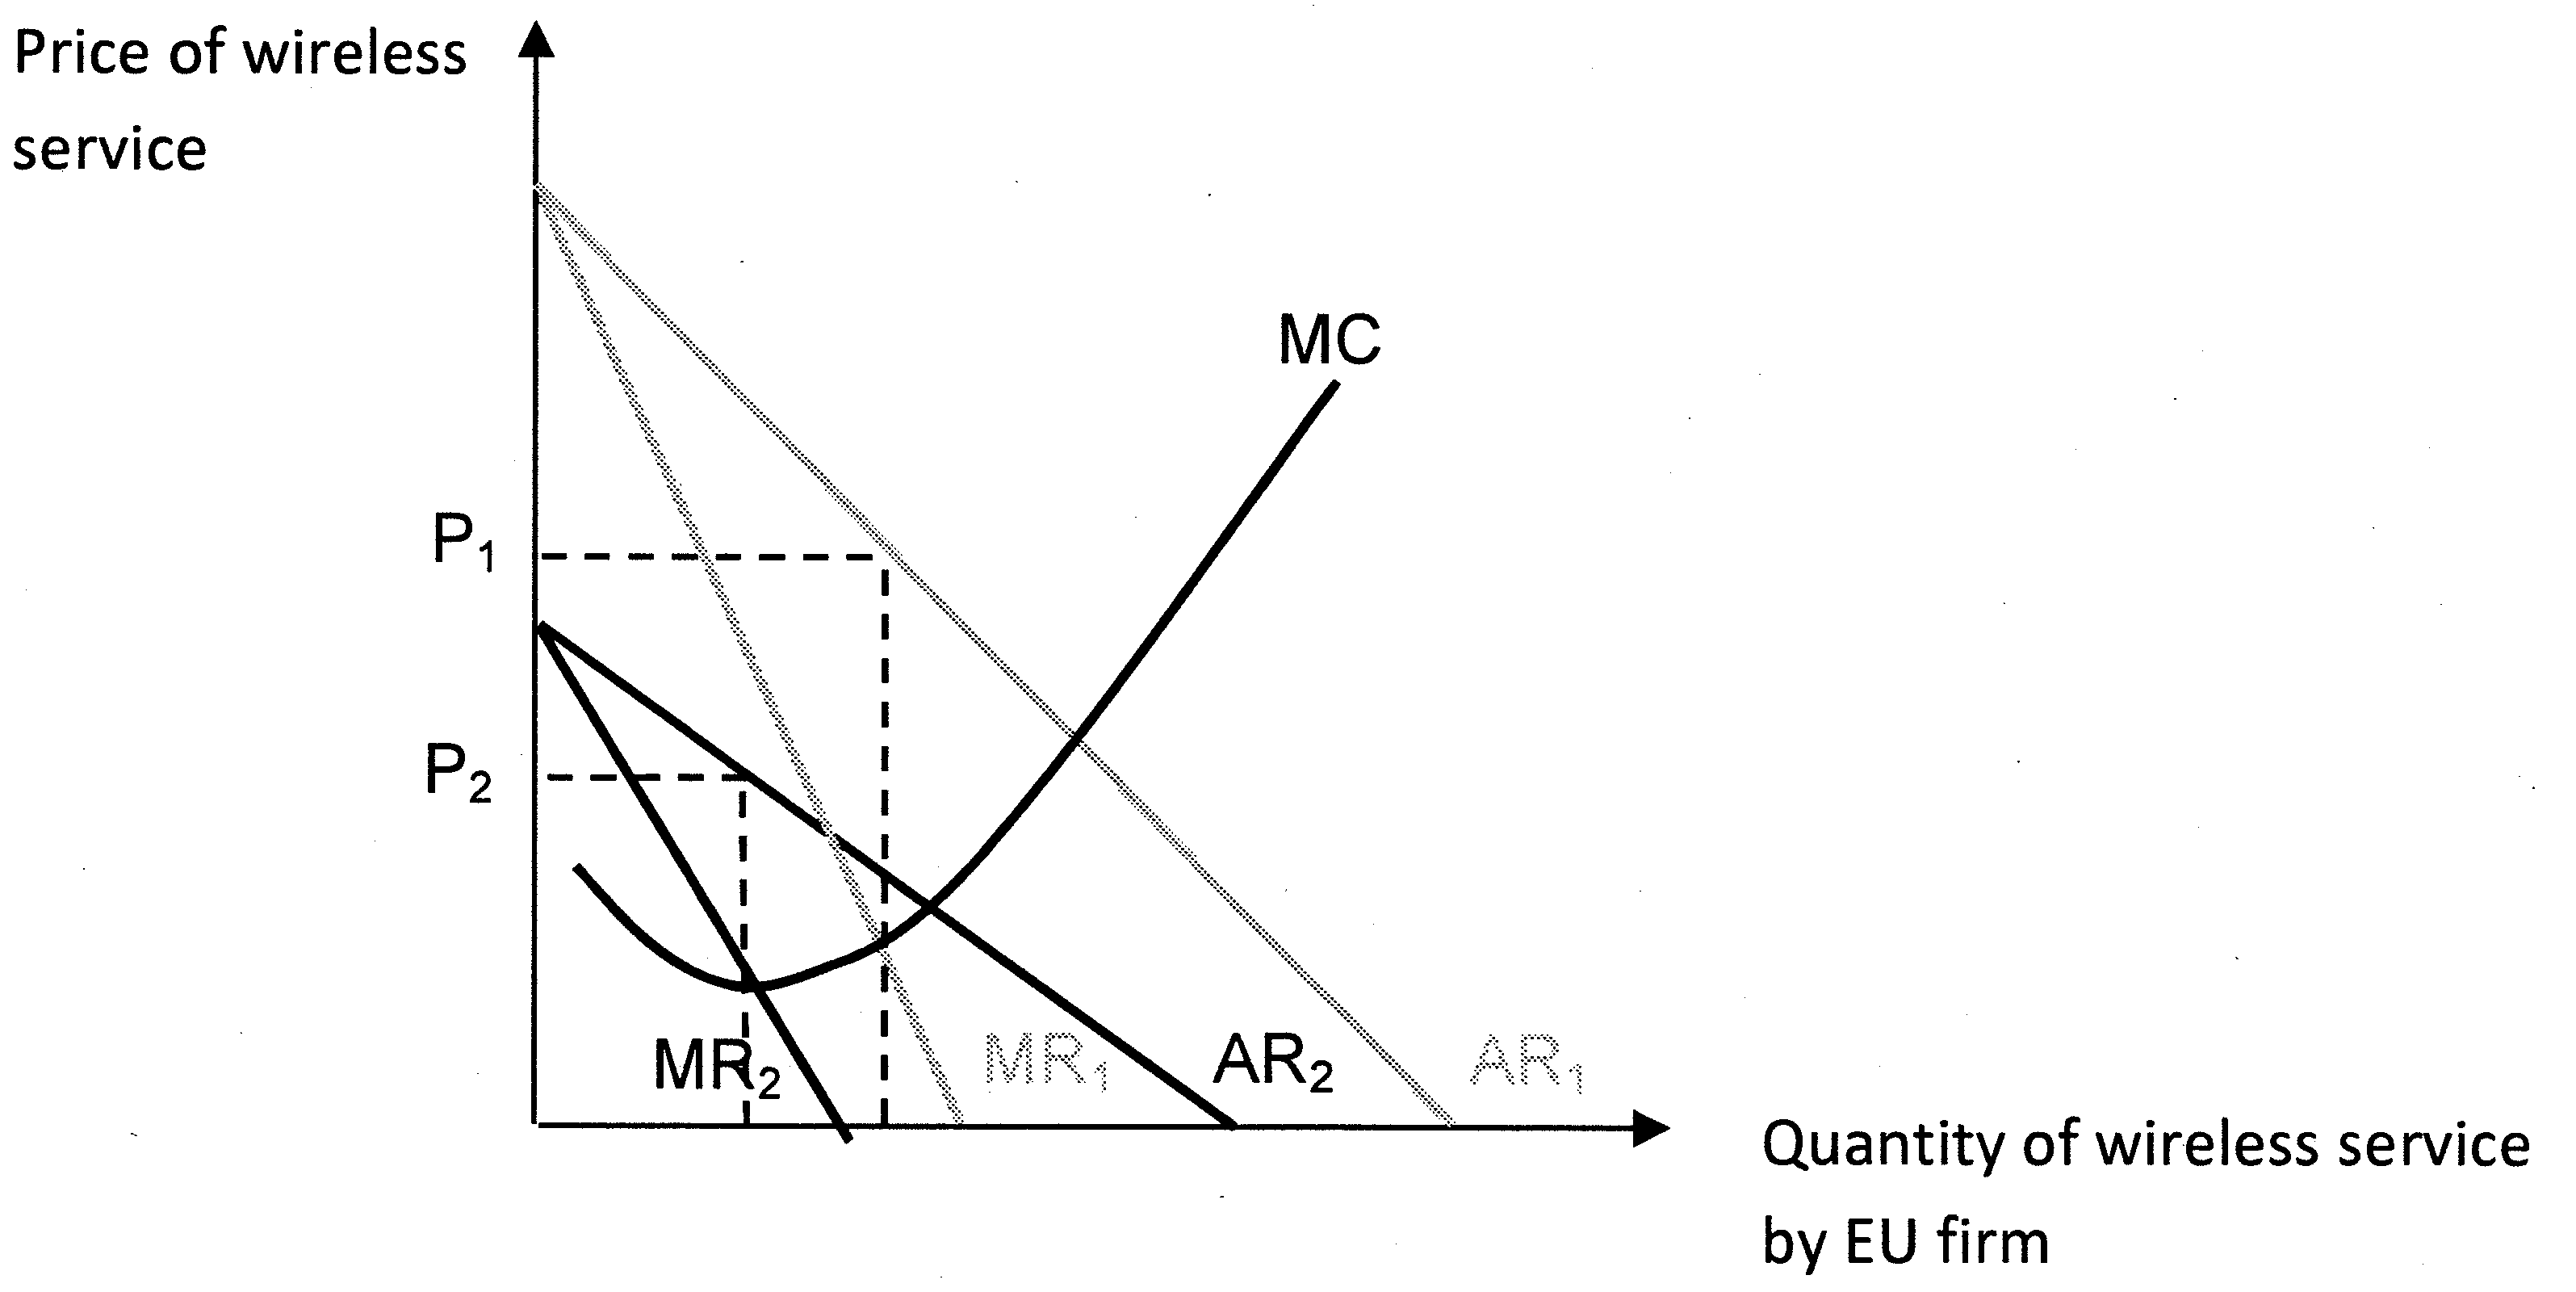 Price of wireless
service
MC
P₁
P₂
MR₂
MR₁
AR₂
AR₁
Quantity of wireless service
by EU firm